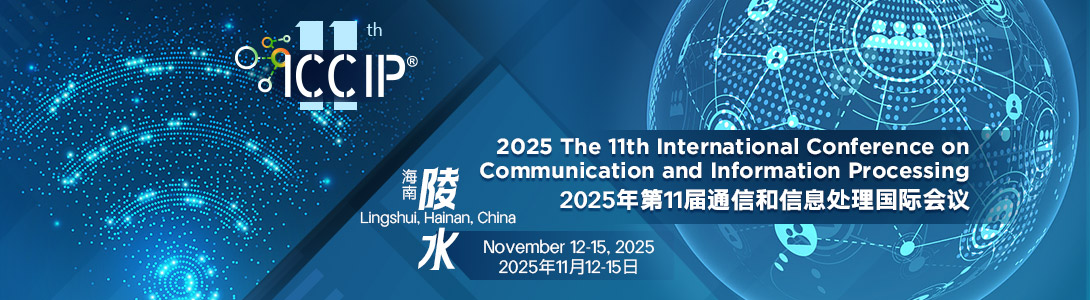 11th
ICCIP®
2025 The 11th International Conference on
Communication and Information Processing
2025年第11届通信和信息处理国际会议
海南
陵水
Lingshui, Hainan, China
November 12-15, 2025
2025年11月12-15日